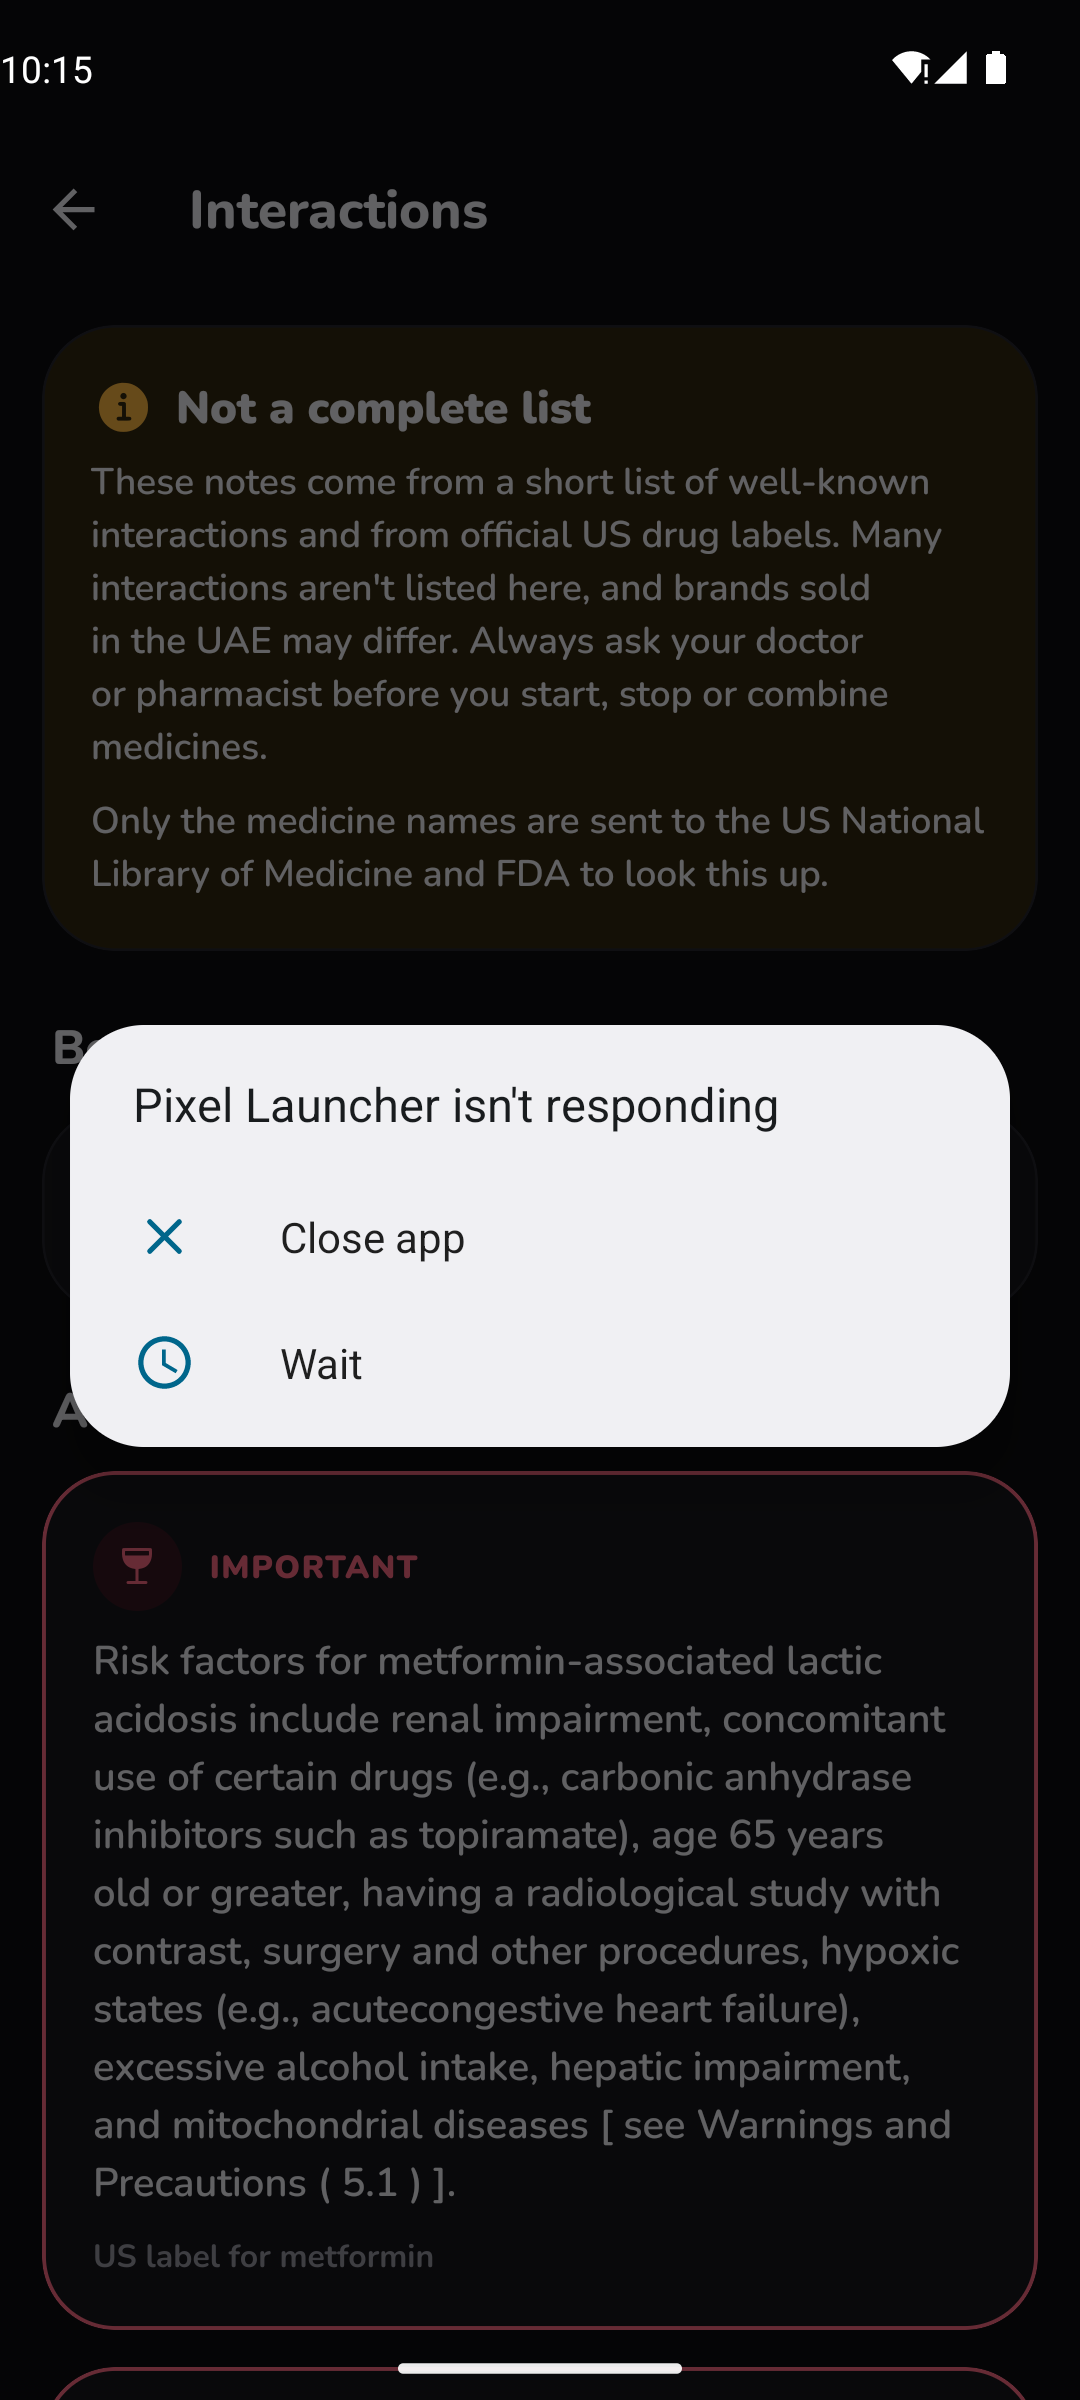 10:15
Interactions
Not a complete list
These notes come from a short list of well-known
interactions and from official US drug labels. Many
interactions aren't listed here, and brands sold
in the UAE may differ. Always ask your doctor
or pharmacist before you start, stop or combine
medicines.
Only the medicine names are sent to the US National
Library of Medicine and FDA to look this up.
Pixel Launcher isn't responding
Close app
Wait
IMPORTANT
Risk factors for metformin-associated lactic
acidosis include renal impairment, concomitant
use of certain drugs (e.g., carbonic anhydrase
inhibitors such as topiramate), age 65 years
old or greater, having a radiological study with
contrast, surgery and other procedures, hypoxic
states (e.g., acutecongestive heart failure),
excessive alcohol intake, hepatic impairment,
and mitochondrial diseases [ see Warnings and
Precautions ( 5.1 ) ].
US label for metformin